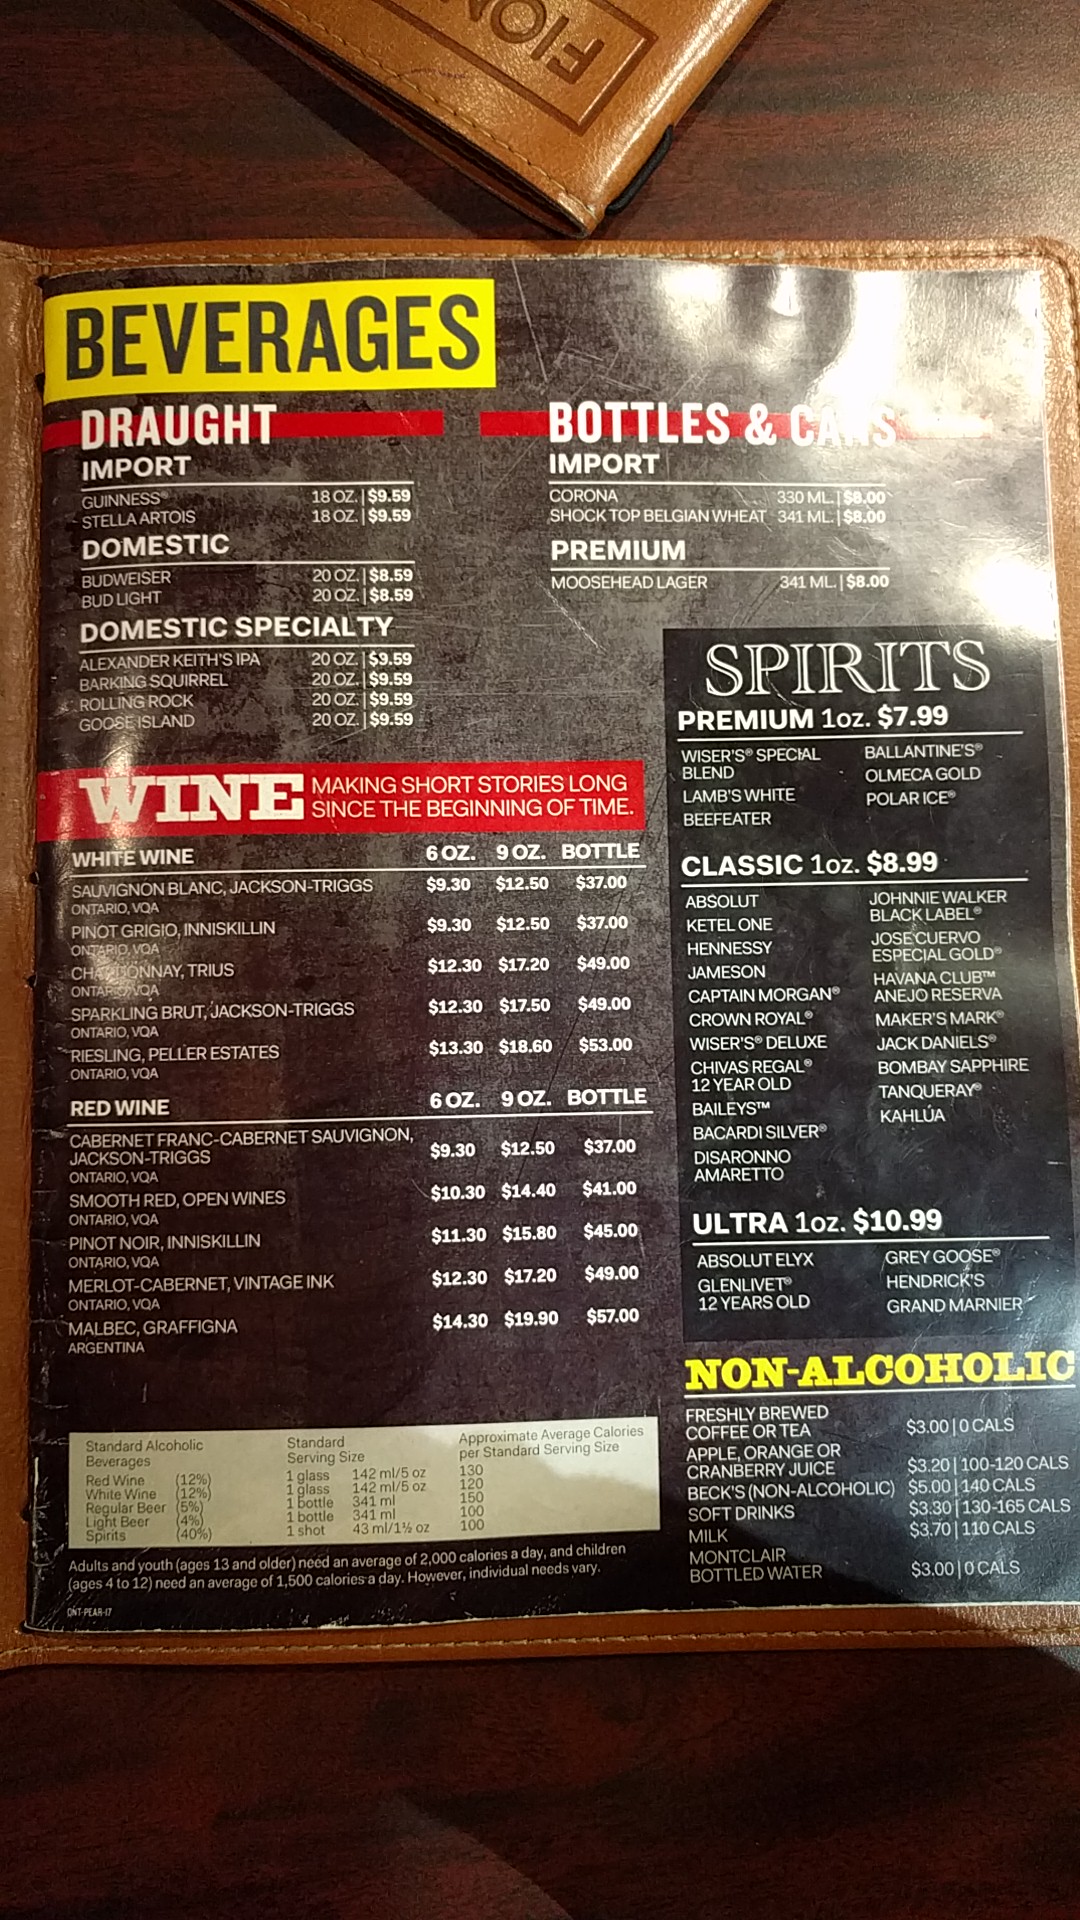 FION
BEVERAGES
DRAUGHT
IMPORT
GUINNESS® 18 OZ. | $9.59
STELLA ARTOIS 18 OZ. | $9.59
DOMESTIC
BUDWEISER 20 OZ. | $8.59
BUD LIGHT 20 OZ. | $8.59
DOMESTIC SPECIALTY
ALEXANDER KEITH'S IPA 20 OZ. | $9.59
BARKING SQUIRREL 20 OZ. | $9.59
ROLLING ROCK 20 OZ. | $9.59
GOOSE ISLAND 20 OZ. | $9.59
BOTTLES & CANS
IMPORT
CORONA 330 ML. | $8.00
SHOCK TOP BELGIAN WHEAT 341 ML. | $8.00
PREMIUM
MOOSEHEAD LAGER 341 ML. | $8.00
WINE
MAKING SHORT STORIES LONG
SINCE THE BEGINNING OF TIME.
WHITE WINE 6 OZ. 9 OZ. BOTTLE
SAUVIGNON BLANC, JACKSON-TRIGGS $9.30 $12.50 $37.00
ONTARIO, VQA
PINOT GRIGIO, INNISKILLIN $9.30 $12.50 $37.00
ONTARIO, VQA
CHARDONNAY, TRIUS $12.30 $17.20 $49.00
ONTARIO, VQA
SPARKLING BRUT, JACKSON-TRIGGS $12.30 $17.50 $49.00
ONTARIO, VQA
RIESLING, PELLER ESTATES $13.30 $18.60 $53.00
ONTARIO, VQA
RED WINE 6 OZ. 9 OZ. BOTTLE
CABERNET FRANC-CABERNET SAUVIGNON,
JACKSON-TRIGGS $9.30 $12.50 $37.00
ONTARIO, VQA
SMOOTH RED, OPEN WINES $10.30 $14.40 $41.00
ONTARIO, VQA
PINOT NOIR, INNISKILLIN $11.30 $15.80 $45.00
ONTARIO, VQA
MERLOT-CABERNET, VINTAGE INK $12.30 $17.20 $49.00
ONTARIO, VQA
MALBEC, GRAFFIGNA $14.30 $19.90 $57.00
ARGENTINA
SPIRITS
PREMIUM 1oz. $7.99
WISER'S® SPECIAL
BLEND
LAMB'S WHITE
BEEFEATER
BALLANTINE'S®
OLMECA GOLD
POLAR ICE®
CLASSIC 1oz. $8.99
ABSOLUT
KETEL ONE
HENNESSY
JAMESON
CAPTAIN MORGAN®
CROWN ROYAL®
WISER'S® DELUXE
CHIVAS REGAL®
12 YEAR OLD
BAILEYS™
BACARDI SILVER®
DISARONNO
AMARETTO
JOHNNIE WALKER
BLACK LABEL®
JOSE CUERVO
ESPECIAL GOLD®
HAVANA CLUB™
ANEJO RESERVA
MAKER'S MARK®
JACK DANIELS®
BOMBAY SAPPHIRE
TANQUERAY®
KAHLÚA
ULTRA 1oz. $10.99
ABSOLUT ELYX
GLENLIVET®
12 YEARS OLD
GREY GOOSE®
HENDRICK'S
GRAND MARNIER
NON-ALCOHOLIC
FRESHLY BREWED
COFFEE OR TEA $3.00 | 0 CALS
APPLE, ORANGE OR
CRANBERRY JUICE $3.20 | 100-120 CALS
BECK'S (NON-ALCOHOLIC) $5.00 | 140 CALS
SOFT DRINKS $3.30 | 130-165 CALS
MILK $3.70 | 110 CALS
MONTCLAIR
BOTTLED WATER $3.00 | 0 CALS
Standard Alcoholic
Beverages
Standard
Serving Size
Approximate Average Calories
per Standard Serving Size
Red Wine (12%) 1 glass 142 ml/5 oz 130
White Wine (12%) 1 glass 142 ml/5 oz 120
Regular Beer (5%) 1 bottle 341 ml 150
Light Beer (4%) 1 bottle 341 ml 100
Spirits (40%) 1 shot 43 ml/1½ oz 100
Adults and youth (ages 13 and older) need an average of 2,000 calories a day, and children
(ages 4 to 12) need an average of 1,500 calories a day. However, individual needs vary.
ONT-PEAR-17